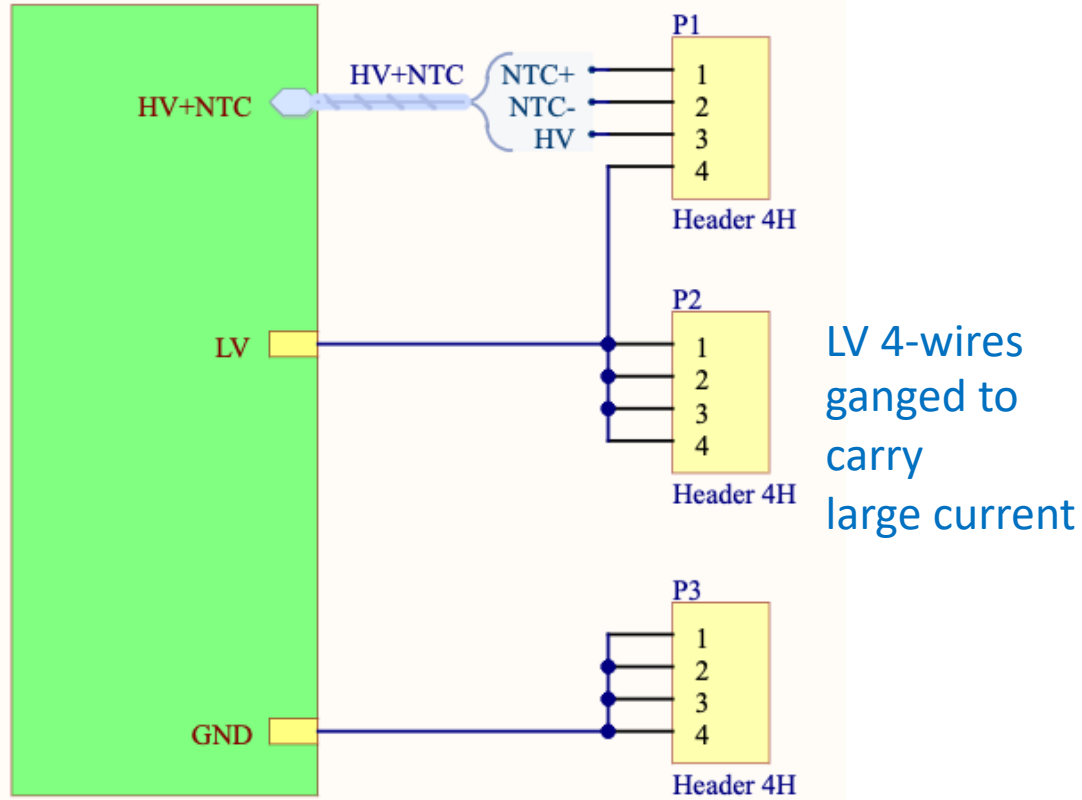 P1
HV+NTC
HV+NTC
NTC+
NTC-
HV
1
2
3
4
Header 4H
P2
LV
1
2
3
4
Header 4H
LV 4-wires
ganged to
carry
large current
P3
1
2
3
4
GND
Header 4H